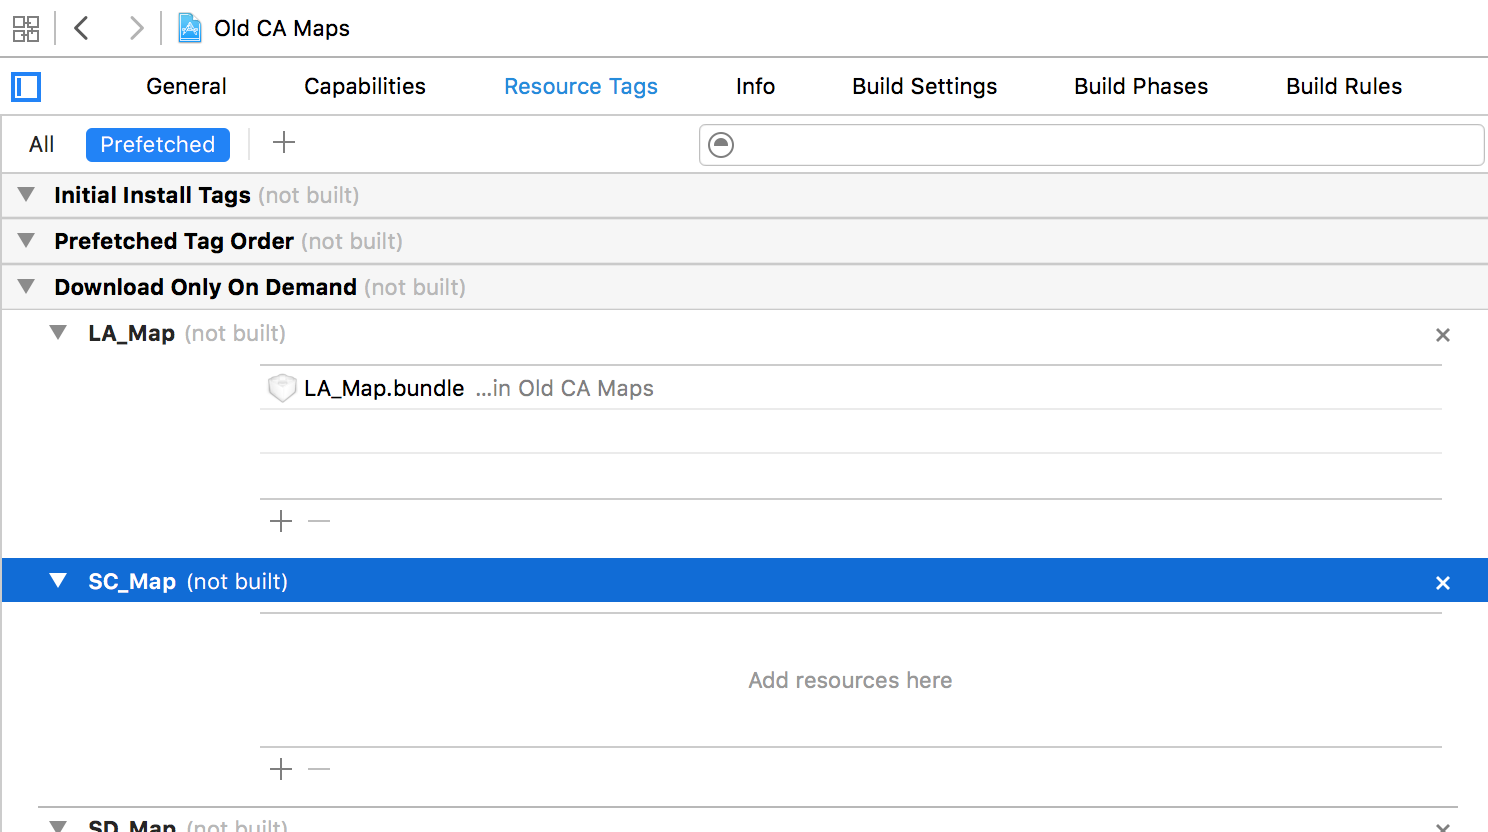 Old CA Maps
General Capabilities Resource Tags Info Build Settings Build Phases Build Rules
All Prefetched
Initial Install Tags (not built)
Prefetched Tag Order (not built)
Download Only On Demand (not built)
LA_Map (not built)
LA_Map.bundle ...in Old CA Maps
SC_Map (not built)
Add resources here
SD_Map (not built)